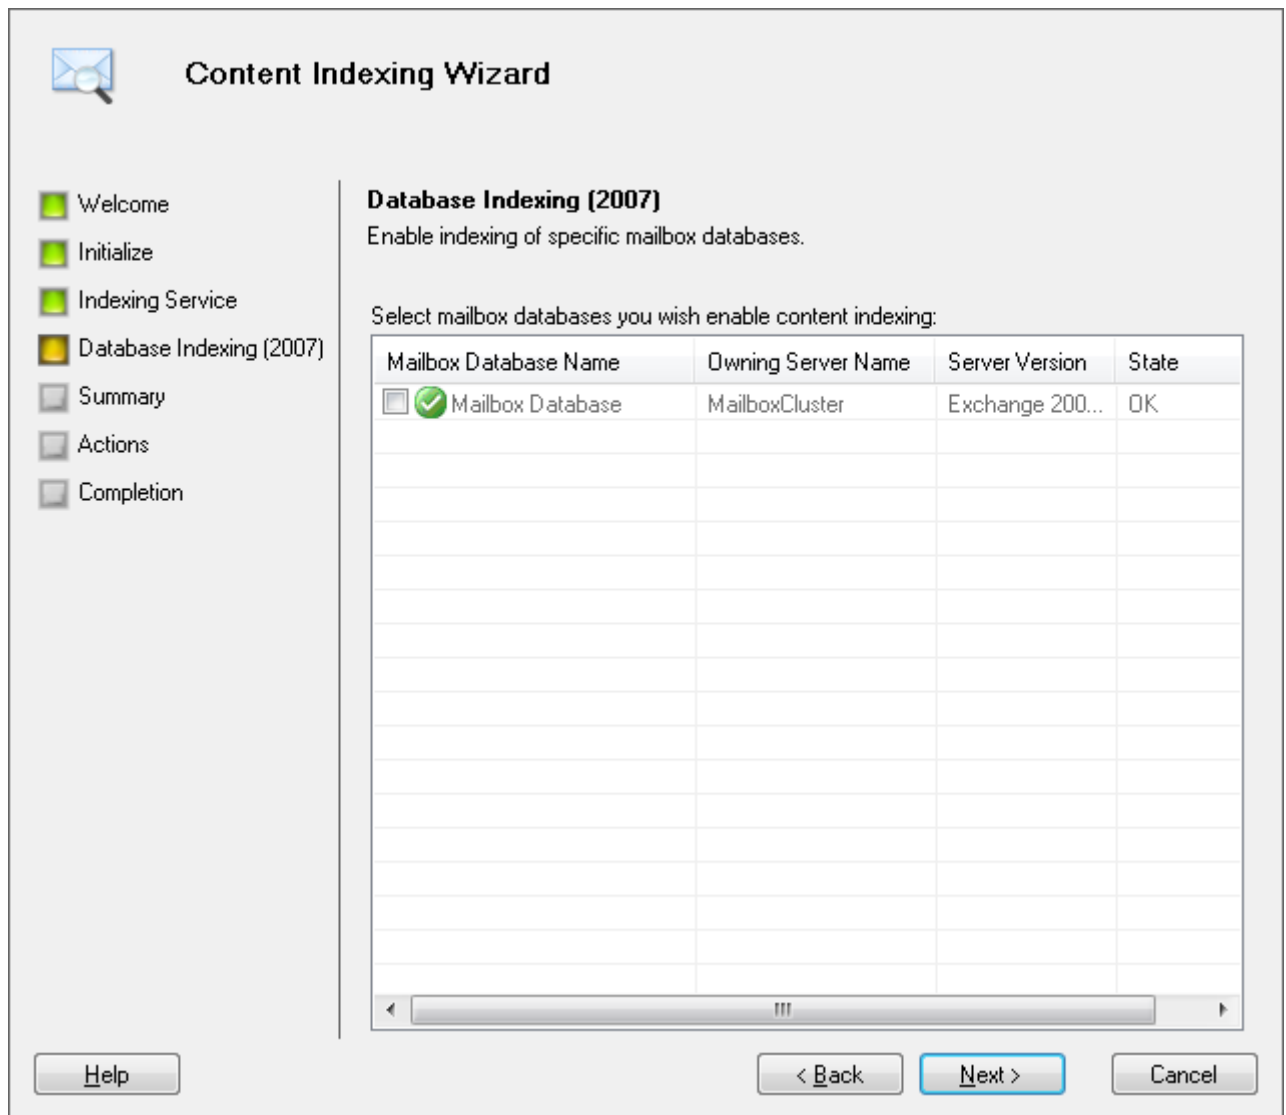 Content Indexing Wizard
Welcome
Initialize
Indexing Service
Database Indexing (2007)
Summary
Actions
Completion
Database Indexing (2007)
Enable indexing of specific mailbox databases.
Select mailbox databases you wish enable content indexing:
Mailbox Database Name Owning Server Name Server Version State
Mailbox Database MailboxCluster Exchange 200... OK
Help < Back Next > Cancel